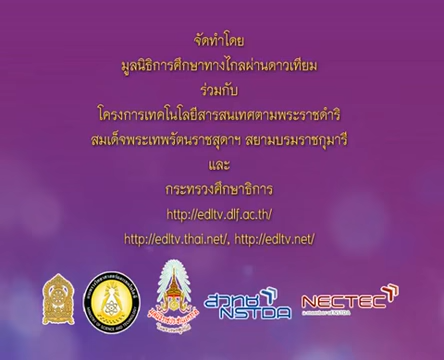 จัดทำโดย
มูลนิธิการศึกษาทางไกลผ่านดาวเทียม
ร่วมกับ
โครงการเทคโนโลยีสารสนเทศตามพระราชดำริ
สมเด็จพระเทพรัตนราชสุดาฯ สยามบรมราชกุมารี
และ
กระทรวงศึกษาธิการ
http://edltv.dlf.ac.th/
http://edltv.thai.net/, http://edltv.net/
สวทช
NSTDA
NECTEC
a member of NSTDA